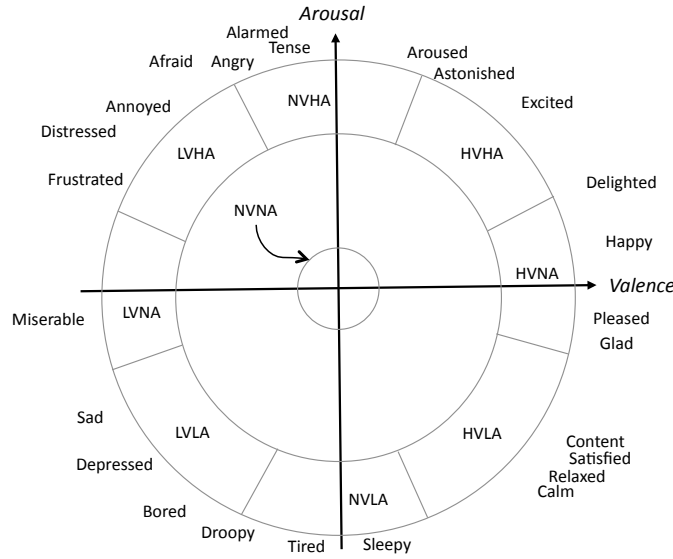 Arousal
Alarmed
Tense
Aroused
Afraid
Angry
Astonished
Annoyed
NVHA
Excited
Distressed
LVHA
HVHA
Frustrated
Delighted
NVNA
Happy
HVNA
Valence
Miserable
LVNA
Pleased
Glad
Sad
LVLA
HVLA
Content
Satisfied
Depressed
Relaxed
Calm
NVLA
Bored
Droopy
Tired
Sleepy